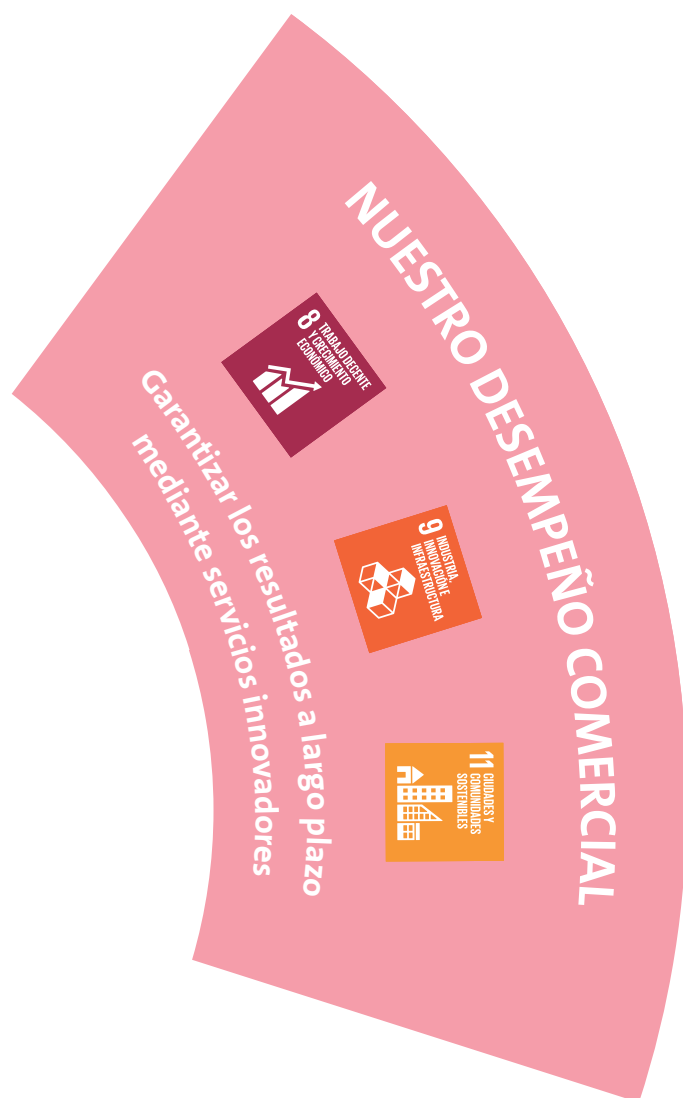 NUESTRO DESEMPEÑO COMERCIAL
8 TRABAJO DECENTE
Y CRECIMIENTO
ECONÓMICO
9 INDUSTRIA,
INNOVACIÓN E
INFRAESTRUCTURA
11 CIUDADES Y
COMUNIDADES
SOSTENIBLES
Garantizar los resultados a largo plazo
mediante servicios innovadores